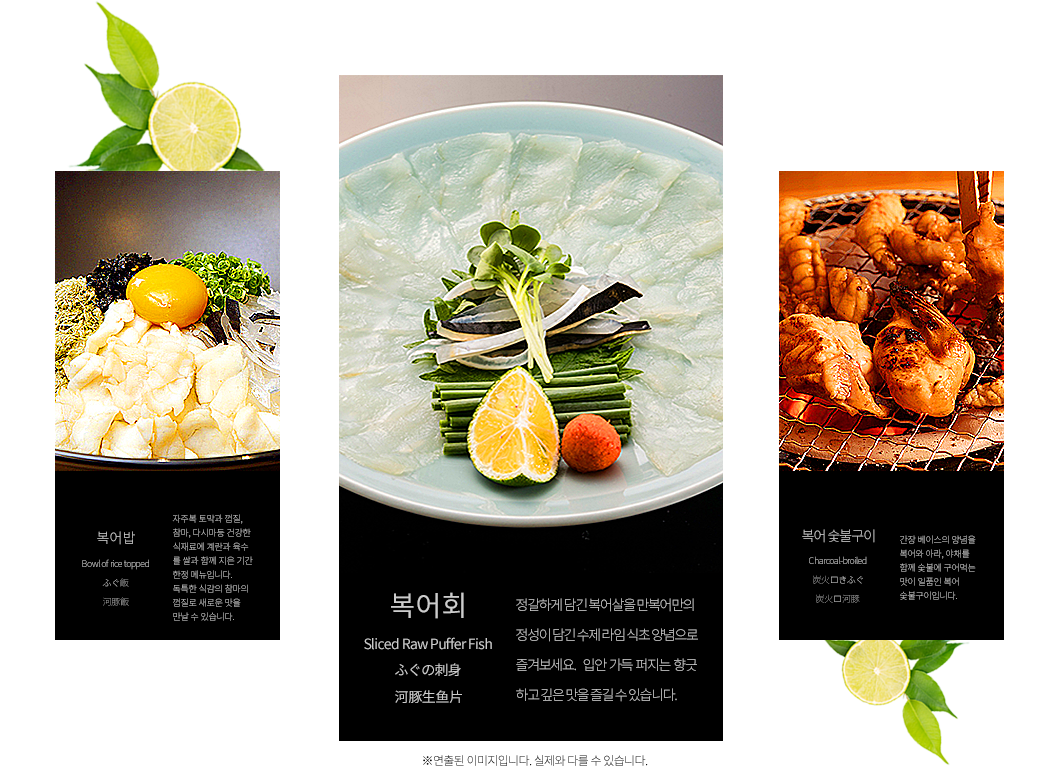 복어밥
Bowl of rice topped
ふぐ飯
河豚飯
자주복 토막과 껍질,
참마, 다시마등 건강한
식재료에 계란과 육수
를 쌀과 함께 지은 기간
한정 메뉴입니다.
독특한 식감의 참마의
껍질로 새로운 맛을
만날 수 있습니다.
복어회
Sliced Raw Puffer Fish
ふぐの刺身
河豚生鱼片
정갈하게 담긴 복어살을 만복어만의
정성이 담긴 수제 라임 식초 양념으로
즐겨보세요. 입안 가득 퍼지는 향긋
하고 깊은 맛을 즐길 수 있습니다.
복어 숯불구이
Charcoal-broiled
炭火口きふぐ
炭火口河豚
간장 베이스의 양념을
복어와 아라, 야채를
함께 숯불에 구어먹는
맛이 일품인 복어
숯불구이입니다.
※연출된 이미지입니다. 실제와 다를 수 있습니다.